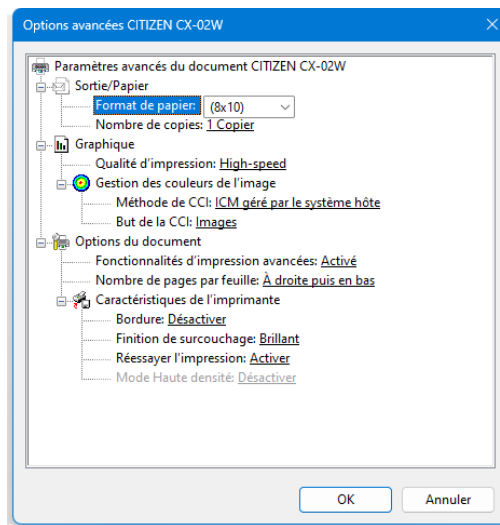 Options avancées CITIZEN CX-02W
Paramètres avancés du document CITIZEN CX-02W
Sortie/Papier
Format de papier: (8x10)
Nombre de copies: 1 Copier
Graphique
Qualité d'impression: High-speed
Gestion des couleurs de l'image
Méthode de CCI: ICM géré par le système hôte
But de la CCI: Images
Options du document
Fonctionnalités d'impression avancées: Activé
Nombre de pages par feuille: À droite puis en bas
Caractéristiques de l'imprimante
Bordure: Désactiver
Finition de surcouchage: Brillant
Réessayer l'impression: Activer
Mode Haute densité: Désactiver
OK Annuler